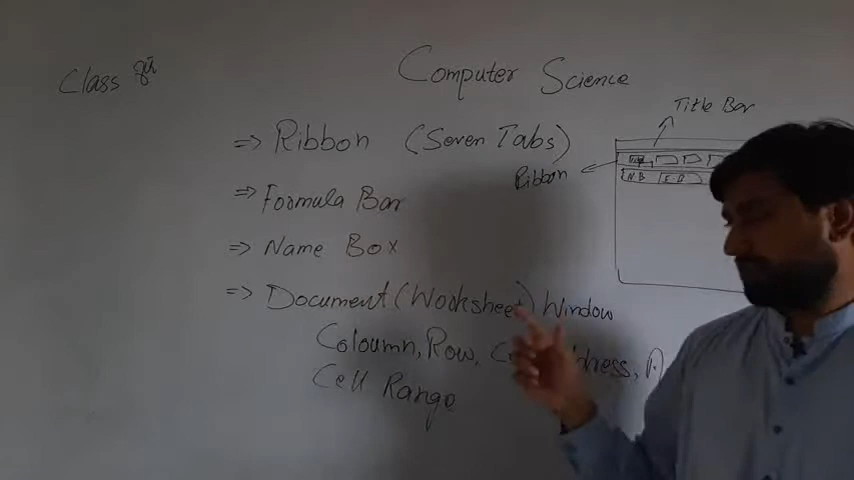 Class 8th
Computer Science
Title Bar
=> Ribbon (Seven Tabs)
Ribbon
N B
=> Formula Bar
=> Name Box
=> Document (Worksheet) Window
Coloumn, Row,
Cell Range